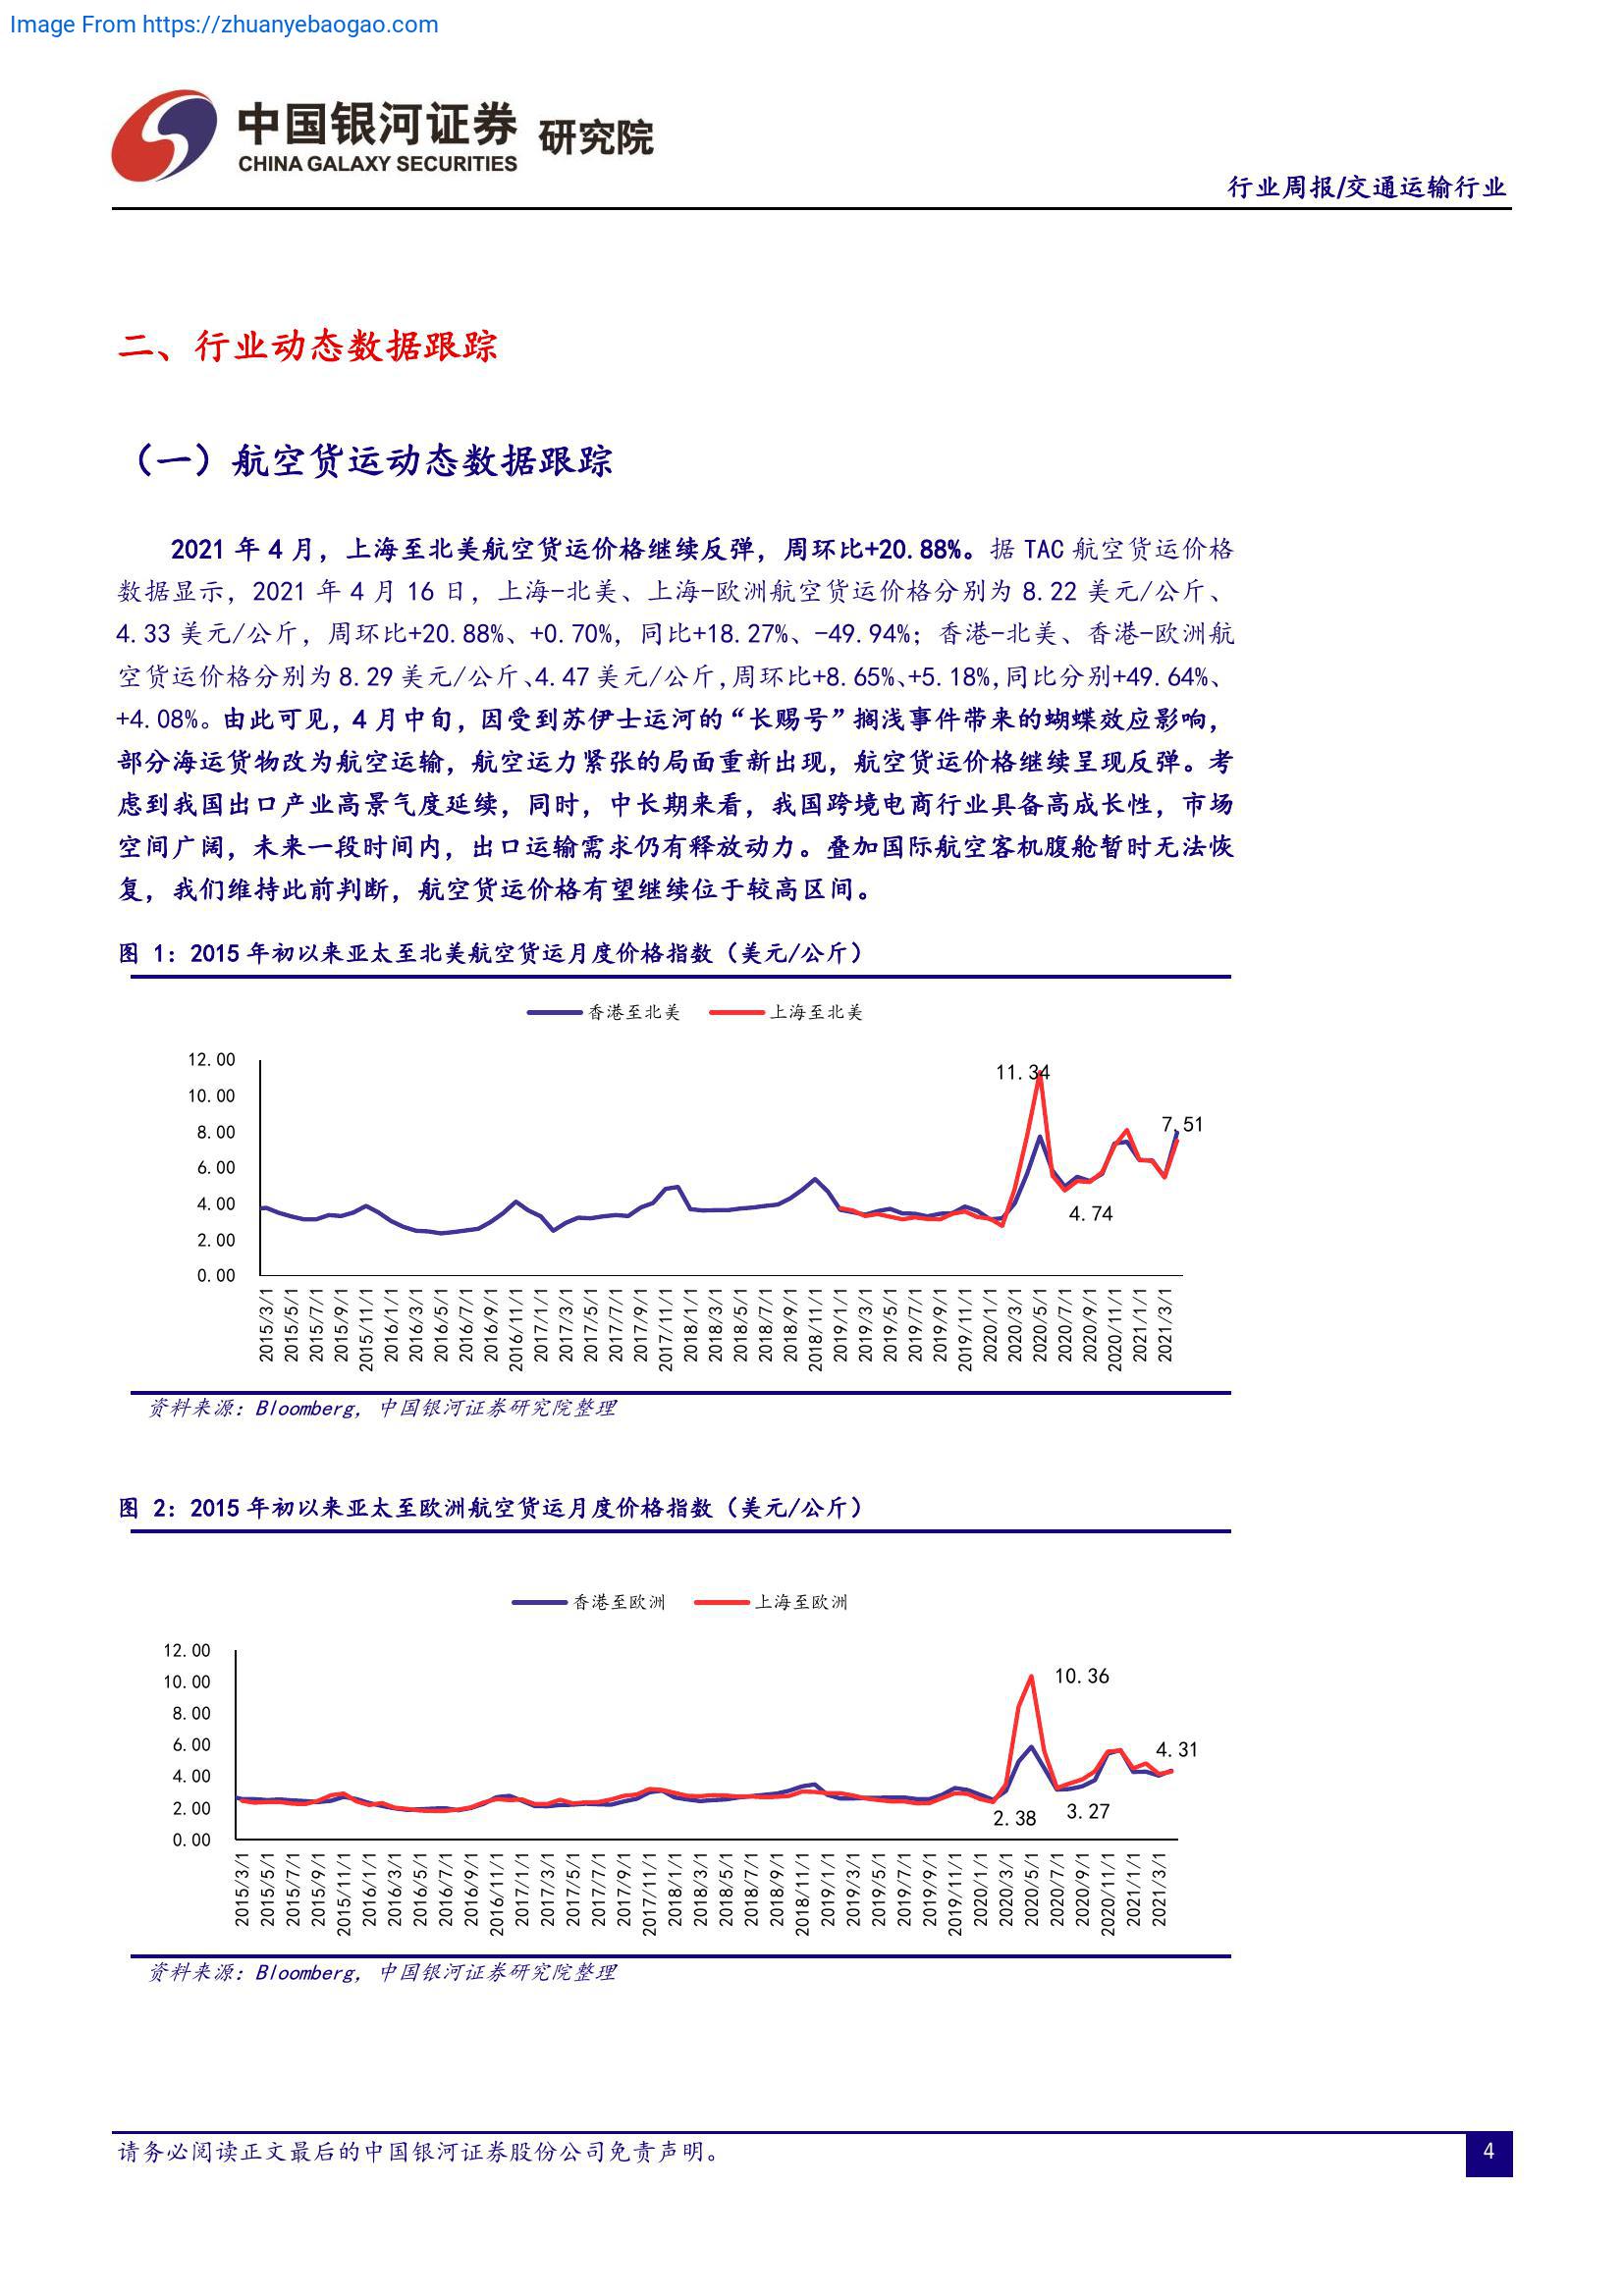 Image From https://zhuanyebaogao.com
中国银河证券 研究院
CHINA GALAXY SECURITIES
行业周报/交通运输行业
二、行业动态数据跟踪
（一）航空货运动态数据跟踪
2021 年 4 月，上海至北美航空货运价格继续反弹，周环比+20.88%。据 TAC 航空货运价格
数据显示，2021 年 4 月 16 日，上海-北美、上海-欧洲航空货运价格分别为 8.22 美元/公斤、
4.33 美元/公斤，周环比+20.88%、+0.70%，同比+18.27%、-49.94%；香港-北美、香港-欧洲航
空货运价格分别为 8.29 美元/公斤、4.47 美元/公斤，周环比+8.65%、+5.18%，同比分别+49.64%、
+4.08%。由此可见，4 月中旬，因受到苏伊士运河的“长赐号”搁浅事件带来的蝴蝶效应影响，
部分海运货物改为航空运输，航空运力紧张的局面重新出现，航空货运价格继续呈现反弹。考
虑到我国出口产业高景气度延续，同时，中长期来看，我国跨境电商行业具备高成长性，市场
空间广阔，未来一段时间内，出口运输需求仍有释放动力。叠加国际航空客机腹舱暂时无法恢
复，我们维持此前判断，航空货运价格有望继续位于较高区间。
图 1：2015 年初以来亚太至北美航空货运月度价格指数（美元/公斤）
香港至北美 上海至北美
12.00
10.00
8.00
6.00
4.00
2.00
0.00
11.34
4.74
7.51
2015/3/1 2015/5/1 2015/7/1 2015/9/1 2015/11/1 2016/1/1 2016/3/1 2016/5/1 2016/7/1 2016/9/1 2016/11/1 2017/1/1 2017/3/1 2017/5/1 2017/7/1 2017/9/1 2017/11/1 2018/1/1 2018/3/1 2018/5/1 2018/7/1 2018/9/1 2018/11/1 2019/1/1 2019/3/1 2019/5/1 2019/7/1 2019/9/1 2019/11/1 2020/1/1 2020/3/1 2020/5/1 2020/7/1 2020/9/1 2020/11/1 2021/1/1 2021/3/1
资料来源：Bloomberg，中国银河证券研究院整理
图 2：2015 年初以来亚太至欧洲航空货运月度价格指数（美元/公斤）
香港至欧洲 上海至欧洲
12.00
10.00
8.00
6.00
4.00
2.00
0.00
10.36
2.38
3.27
4.31
2015/3/1 2015/5/1 2015/7/1 2015/9/1 2015/11/1 2016/1/1 2016/3/1 2016/5/1 2016/7/1 2016/9/1 2016/11/1 2017/1/1 2017/3/1 2017/5/1 2017/7/1 2017/9/1 2017/11/1 2018/1/1 2018/3/1 2018/5/1 2018/7/1 2018/9/1 2018/11/1 2019/1/1 2019/3/1 2019/5/1 2019/7/1 2019/9/1 2019/11/1 2020/1/1 2020/3/1 2020/5/1 2020/7/1 2020/9/1 2020/11/1 2021/1/1 2021/3/1
资料来源：Bloomberg，中国银河证券研究院整理
请务必阅读正文最后的中国银河证券股份公司免责声明。
4